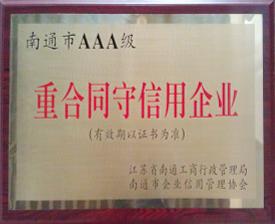 南通市AAA级
重合同守信用企业
(有效期以证书为准)
江苏省南通工商行政管理局
南通市企业信用管理协会